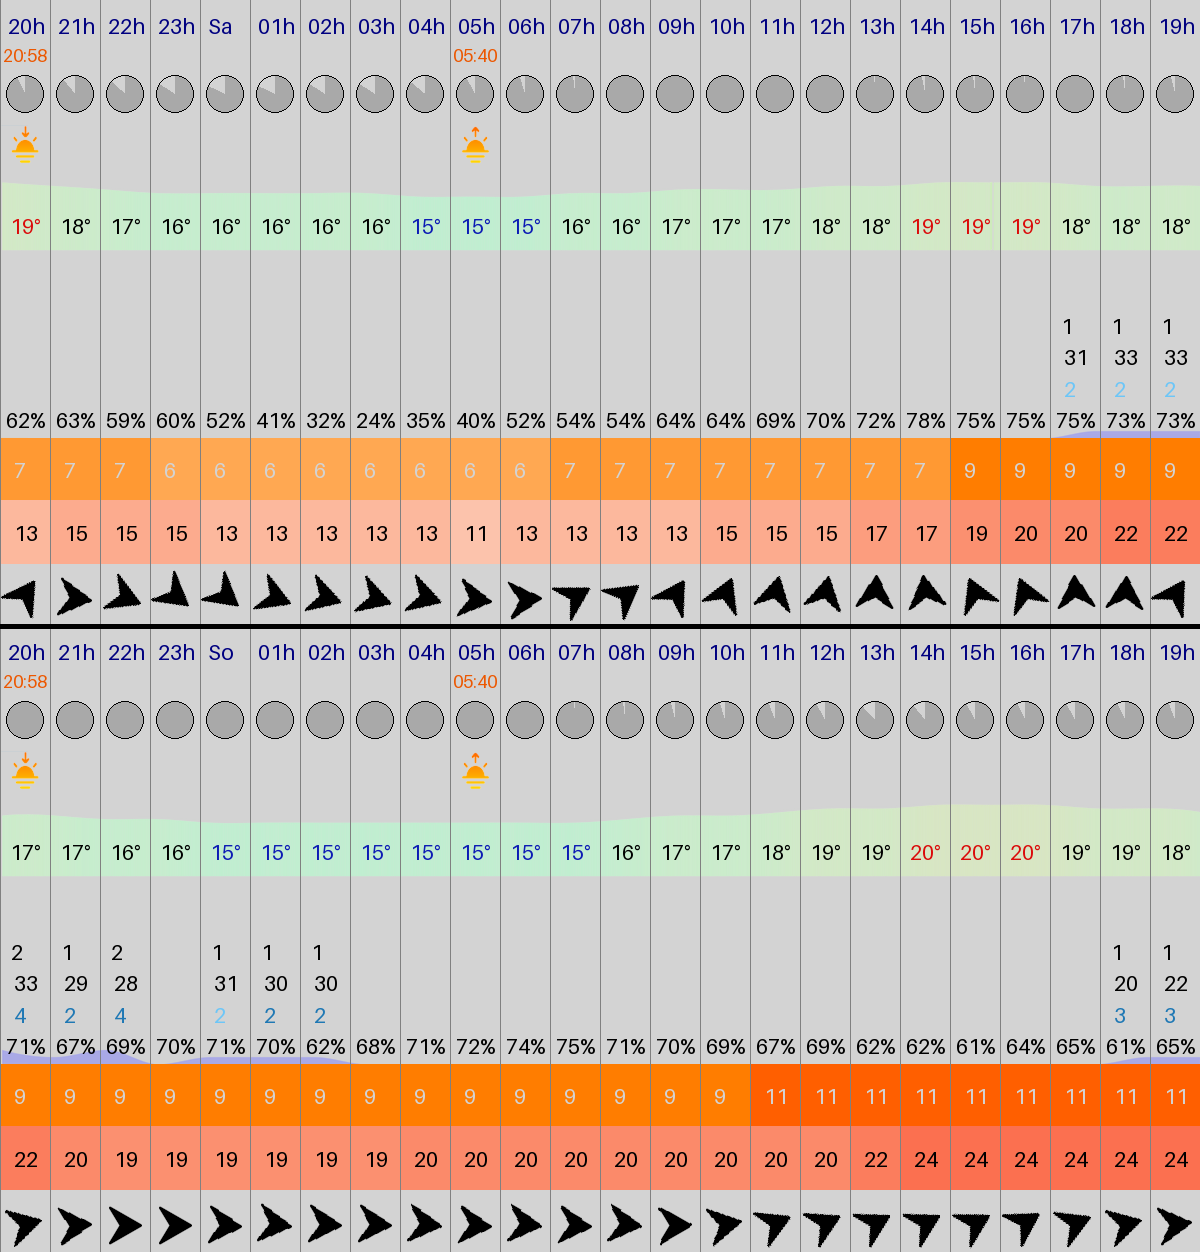 20h 21h 22h 23h Sa 01h 02h 03h 04h 05h 06h 07h 08h 09h 10h 11h 12h 13h 14h 15h 16h 17h 18h 19h
20:58 05:40
19° 18° 17° 16° 16° 16° 16° 16° 15° 15° 15° 16° 16° 17° 17° 17° 18° 18° 19° 19° 19° 18° 18° 18°
1 1 1
31 33 33
2 2 2
62% 63% 59% 60% 52% 41% 32% 24% 35% 40% 52% 54% 54% 64% 64% 69% 70% 72% 78% 75% 75% 75% 73% 73%
7 7 7 6 6 6 6 6 6 6 6 7 7 7 7 7 7 7 7 9 9 9 9 9
13 15 15 15 13 13 13 13 13 11 13 13 13 13 15 15 15 17 17 19 20 20 22 22
20h 21h 22h 23h So 01h 02h 03h 04h 05h 06h 07h 08h 09h 10h 11h 12h 13h 14h 15h 16h 17h 18h 19h
20:58 05:40
17° 17° 16° 16° 15° 15° 15° 15° 15° 15° 15° 15° 16° 17° 17° 18° 19° 19° 20° 20° 20° 19° 19° 18°
2 1 2 1 1 1 1 1
33 29 28 31 30 30 20 22
4 2 4 2 2 2 3 3
71% 67% 69% 70% 71% 70% 62% 68% 71% 72% 74% 75% 71% 70% 69% 67% 69% 62% 62% 61% 64% 65% 61% 65%
9 9 9 9 9 9 9 9 9 9 9 9 9 9 9 11 11 11 11 11 11 11 11 11
22 20 19 19 19 19 19 19 20 20 20 20 20 20 20 20 20 22 24 24 24 24 24 24